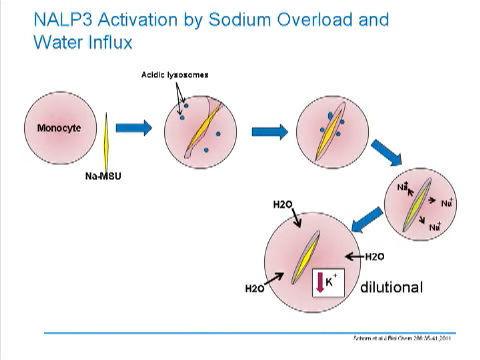 NALP3 Activation by Sodium Overload and
Water Influx
Acidic lysosomes
Monocyte
Na-MSU
Na+
Na+
Na+
H2O
H2O
H2O
K+
dilutional